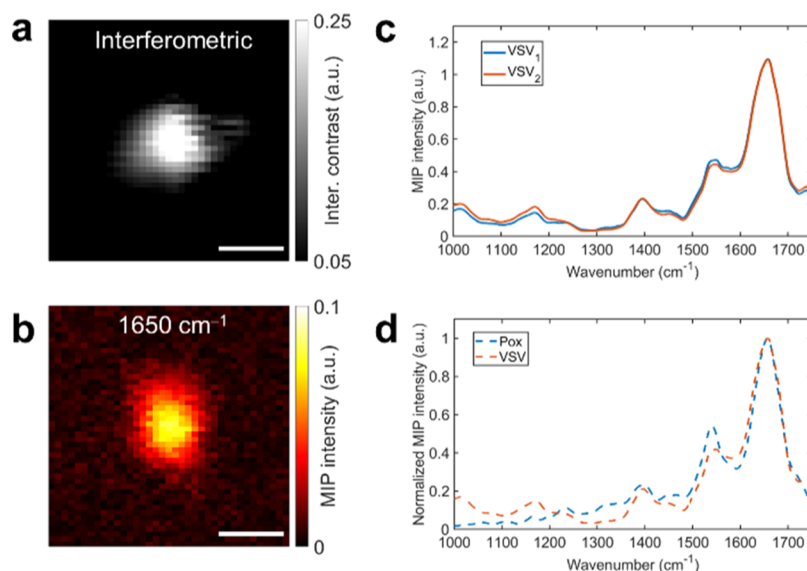 a
Interferometric
0.25
Inter. contrast (a.u.)
0.05
b
1650 cm⁻¹
0.1
MIP intensity (a.u.)
0
c
VSV₁
VSV₂
1.2
1
0.8
0.6
0.4
0.2
0
MIP intensity (a.u.)
1000 1100 1200 1300 1400 1500 1600 1700
Wavenumber (cm⁻¹)
d
Pox
VSV
1
0.8
0.6
0.4
0.2
0
Normalized MIP intensity (a.u.)
1000 1100 1200 1300 1400 1500 1600 1700
Wavenumber (cm⁻¹)